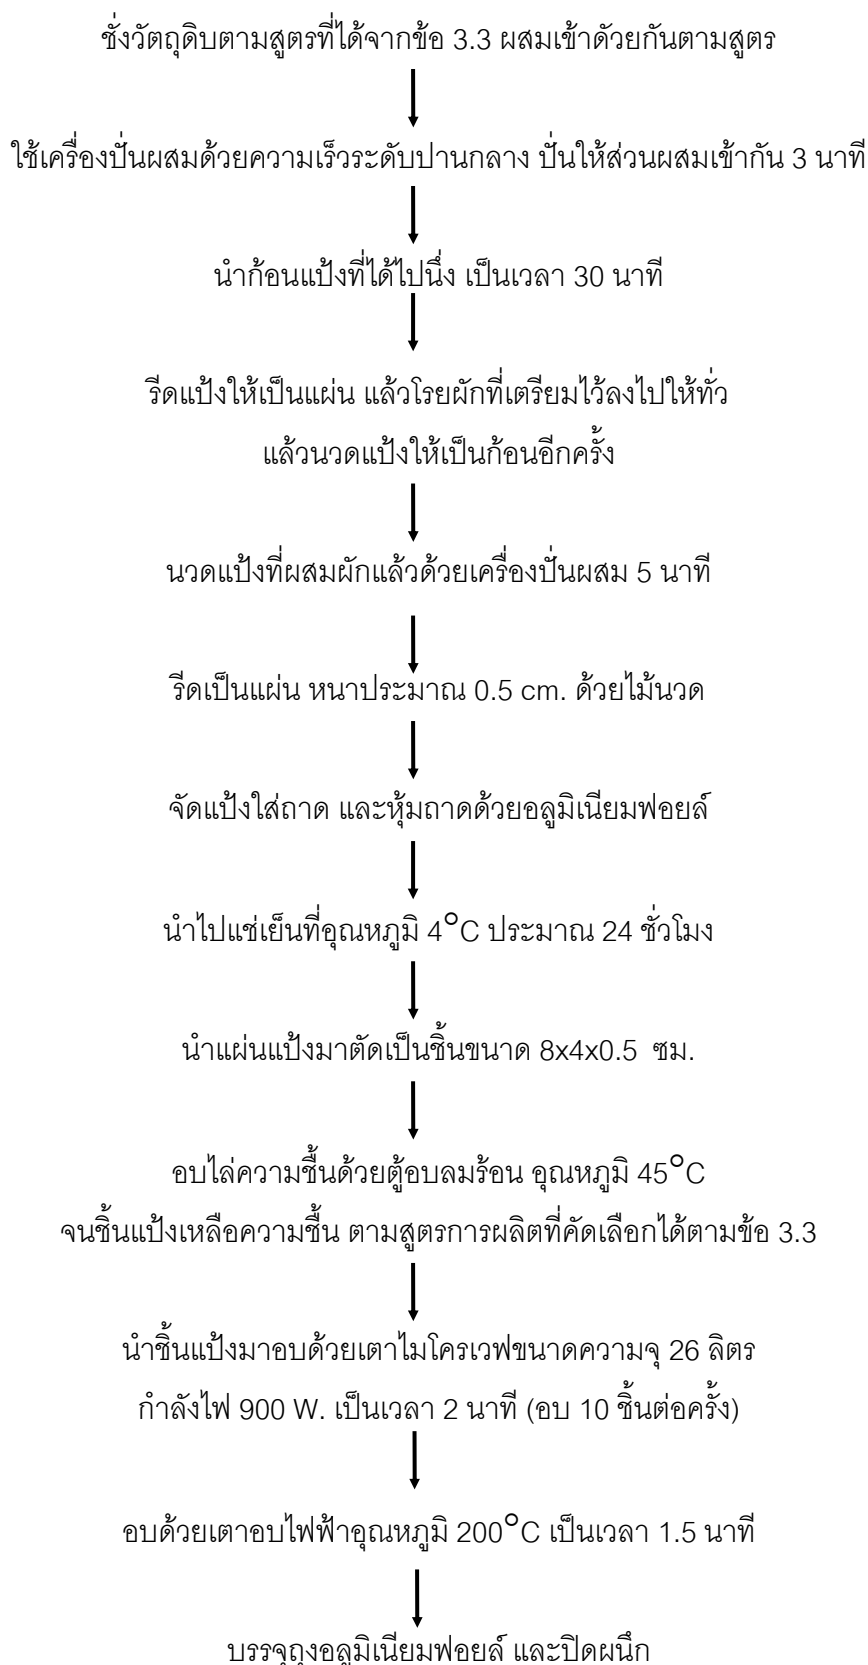 ชั่งวัตถุดิบตามสูตรที่ได้จากข้อ 3.3 ผสมเข้าด้วยกันตามสูตร
ใช้เครื่องปั่นผสมด้วยความเร็วระดับปานกลาง ปั่นให้ส่วนผสมเข้ากัน 3 นาที
นำก้อนแป้งที่ได้ไปนึ่ง เป็นเวลา 30 นาที
รีดแป้งให้เป็นแผ่น แล้วโรยผักที่เตรียมไว้ลงไปให้ทั่ว
แล้วนวดแป้งให้เป็นก้อนอีกครั้ง
นวดแป้งที่ผสมผักแล้วด้วยเครื่องปั่นผสม 5 นาที
รีดเป็นแผ่น หนาประมาณ 0.5 cm. ด้วยไม้นวด
จัดแป้งใส่ถาด และหุ้มถาดด้วยอลูมิเนียมฟอยล์
นำไปแช่เย็นที่อุณหภูมิ 4°C ประมาณ 24 ชั่วโมง
นำแผ่นแป้งมาตัดเป็นชิ้นขนาด 8x4x0.5 ซม.
อบไล่ความชื้นด้วยตู้อบลมร้อน อุณหภูมิ 45°C
จนชิ้นแป้งเหลือความชื้น ตามสูตรการผลิตที่คัดเลือกได้ตามข้อ 3.3
นำชิ้นแป้งมาอบด้วยเตาไมโครเวฟขนาดความจุ 26 ลิตร
กำลังไฟ 900 W. เป็นเวลา 2 นาที (อบ 10 ชิ้นต่อครั้ง)
อบด้วยเตาอบไฟฟ้าอุณหภูมิ 200°C เป็นเวลา 1.5 นาที
บรรจุถุงอลูมิเนียมฟอยล์ และปิดผนึก